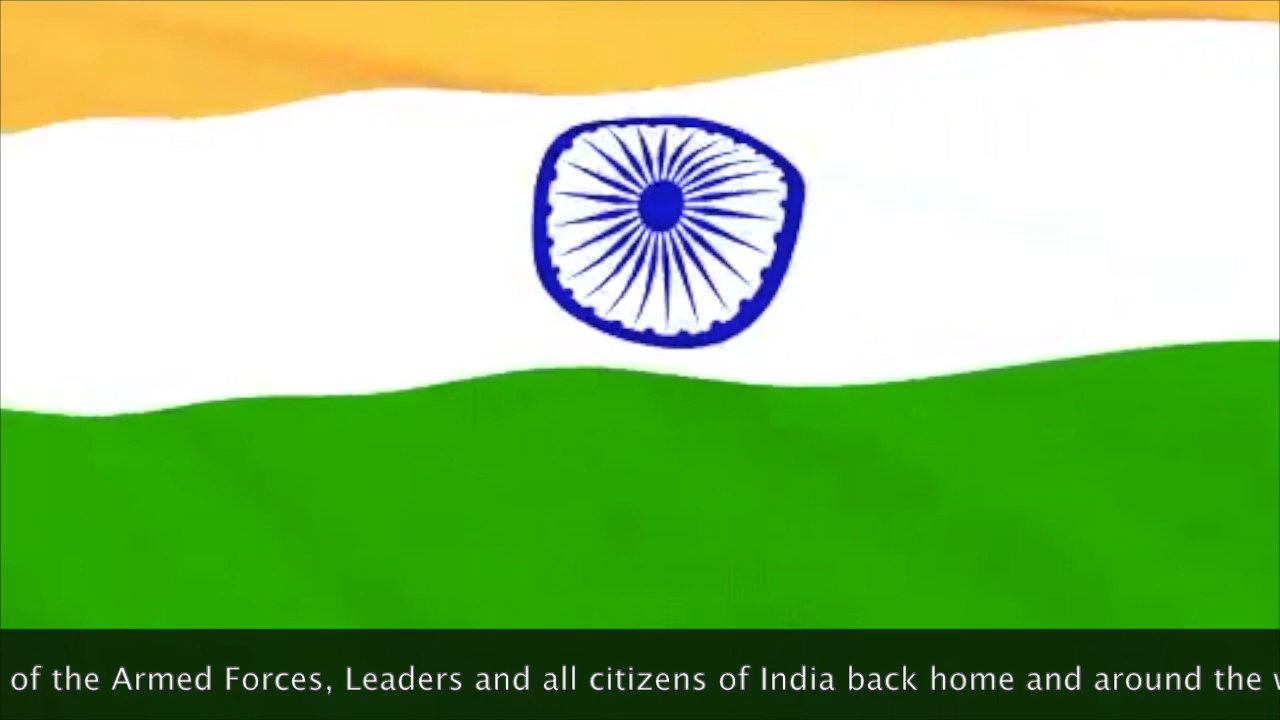 of the Armed Forces, Leaders and all citizens of India back home and around the